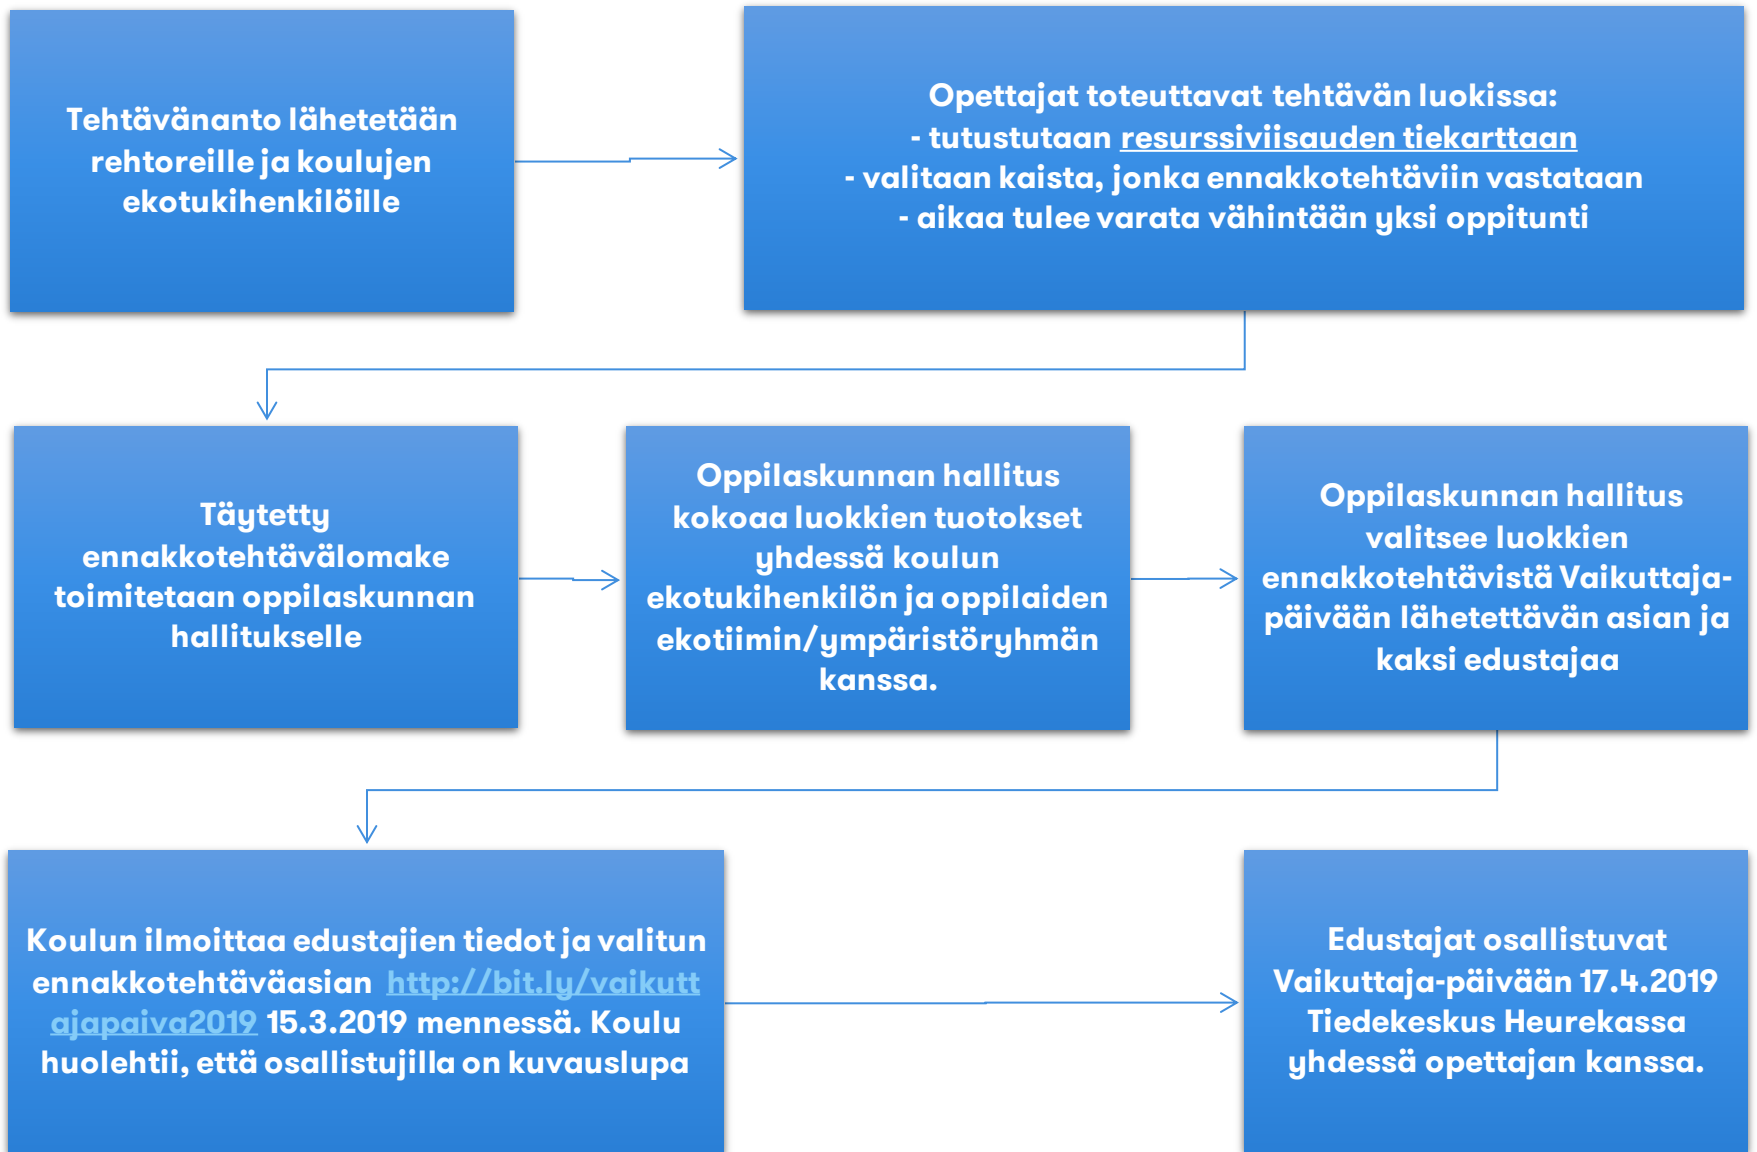 Tehtävänanto lähetetään
rehtoreille ja koulujen
ekotukihenkilöille
Opettajat toteuttavat tehtävän luokissa:
- tutustutaan resurssiviisauden tiekarttaan
- valitaan kaista, jonka ennakkotehtäviin vastataan
- aikaa tulee varata vähintään yksi oppitunti
Täytetty
ennakkotehtävälomake
toimitetaan oppilaskunnan
hallitukselle
Oppilaskunnan hallitus
kokoaa luokkien tuotokset
yhdessä koulun
ekotukihenkilön ja oppilaiden
ekotiimin/ympäristöryhmän
kanssa.
Oppilaskunnan hallitus
valitsee luokkien
ennakkotehtävistä Vaikuttaja-
päivään lähetettävän asian ja
kaksi edustajaa
Koulun ilmoittaa edustajien tiedot ja valitun
ennakkotehtäväasian http://bit.ly/vaikutt
ajapaiva2019 15.3.2019 mennessä. Koulu
huolehtii, että osallistujilla on kuvauslupa
Edustajat osallistuvat
Vaikuttaja-päivään 17.4.2019
Tiedekeskus Heurekassa
yhdessä opettajan kanssa.